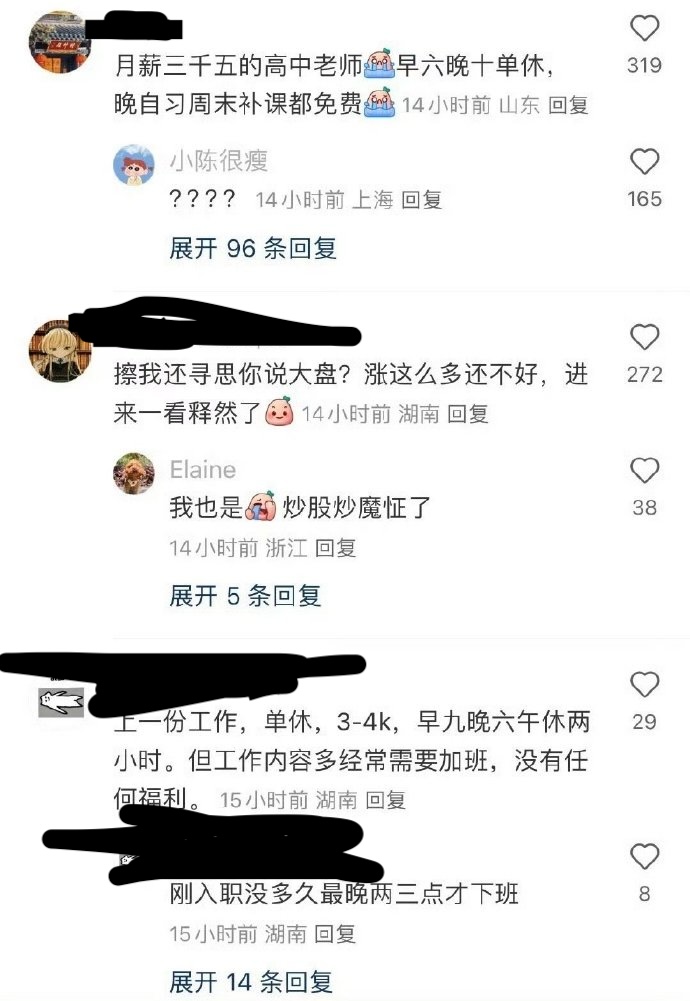 月薪三千五的高中老师早六晚十单休，
晚自习周末补课都免费 14小时前 山东 回复
319
小陈很瘦
???? 14小时前 上海 回复
165
展开 96 条回复
擦我还寻思你说大盘？涨这么多还不好，进
来一看释然了 14小时前 湖南 回复
272
Elaine
我也是 炒股炒魔怔了
38
14小时前 浙江 回复
展开 5 条回复
上一份工作，单休，3-4k，早九晚六午休两
小时。但工作内容多经常需要加班，没有任
何福利。 15小时前 湖南 回复
29
刚入职没多久最晚两三点才下班
8
15小时前 湖南 回复
展开 14 条回复